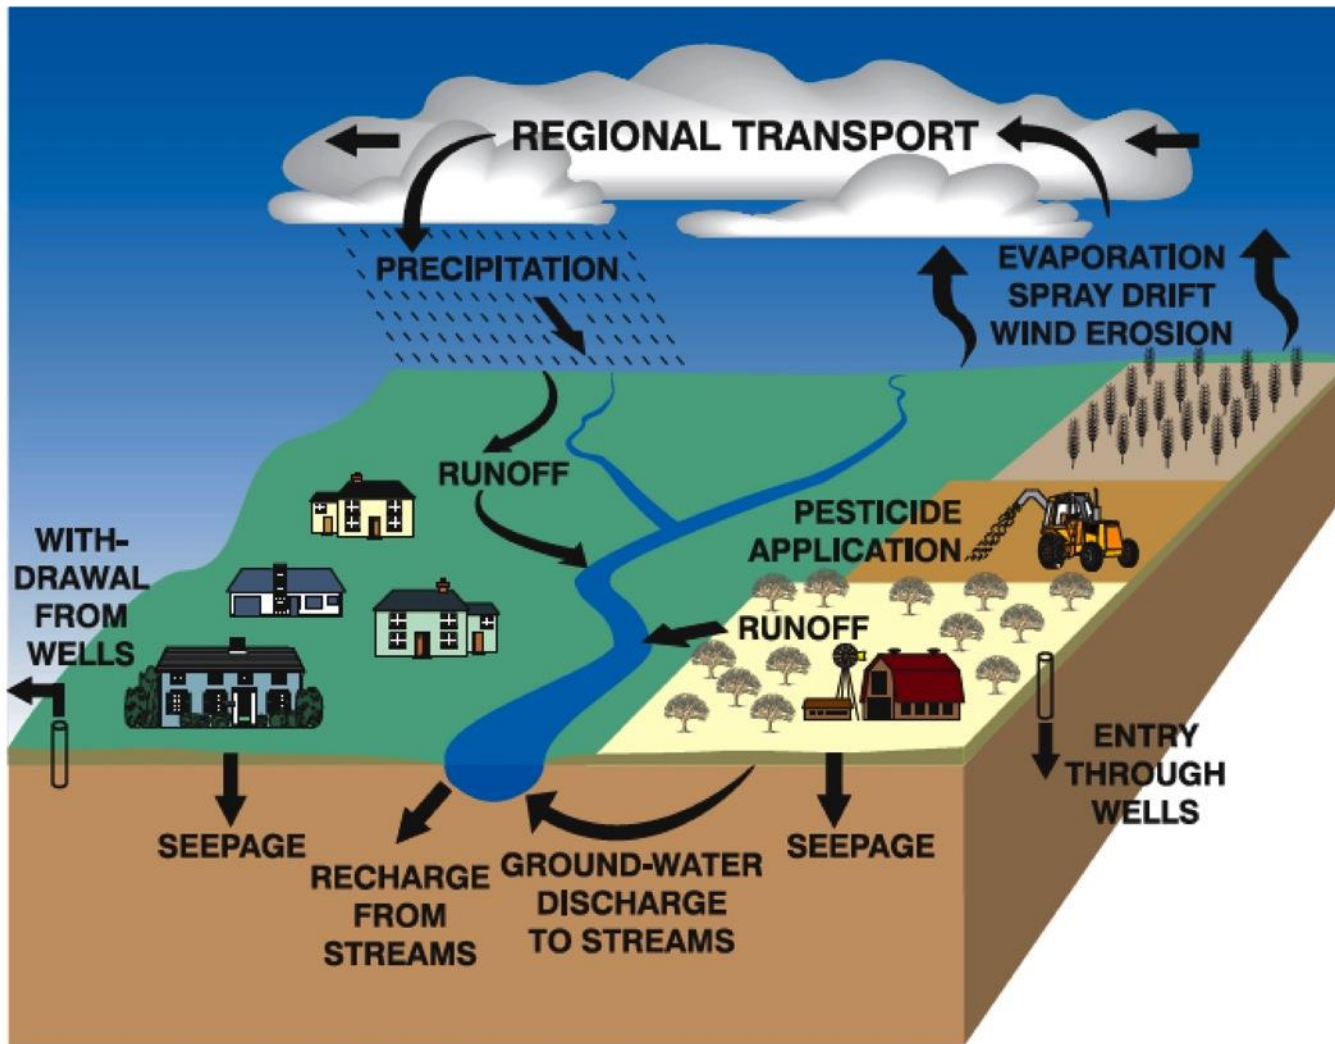 REGIONAL TRANSPORT
PRECIPITATION
EVAPORATION
SPRAY DRIFT
WIND EROSION
RUNOFF
PESTICIDE
APPLICATION
WITH-
DRAWAL
FROM
WELLS
RUNOFF
ENTRY
THROUGH
WELLS
SEEPAGE
RECHARGE
FROM
STREAMS
GROUND-WATER
DISCHARGE
TO STREAMS
SEEPAGE